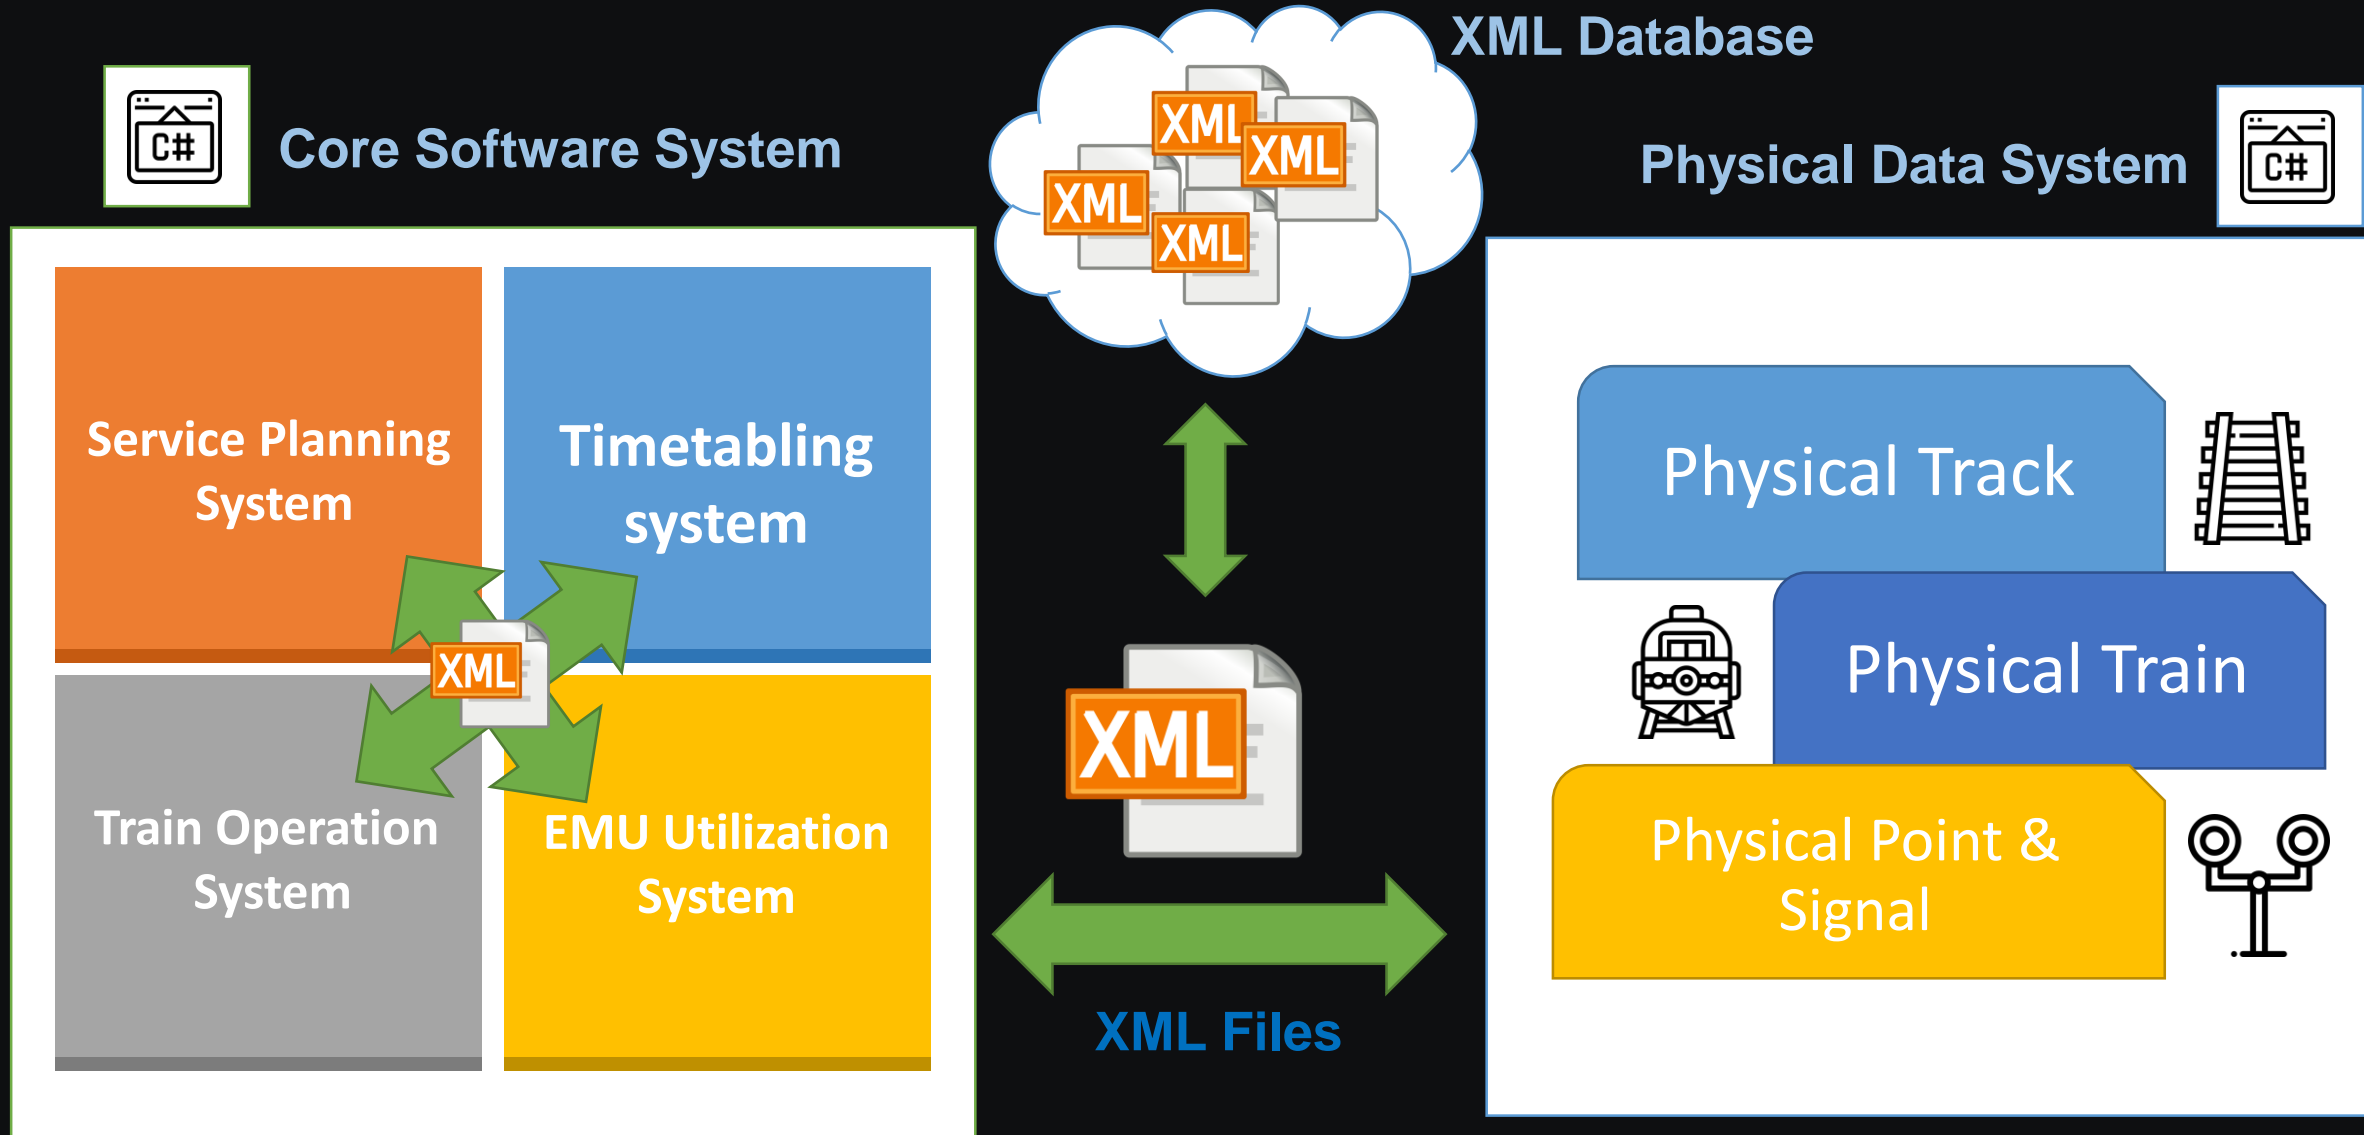 XML Database
C#
Core Software System
C#
Physical Data System
XML
XML
XML
XML
Service Planning
System
Timetabling
system
XML
Train Operation
System
EMU Utilization
System
XML
XML Files
Physical Track
Physical Train
Physical Point &
Signal